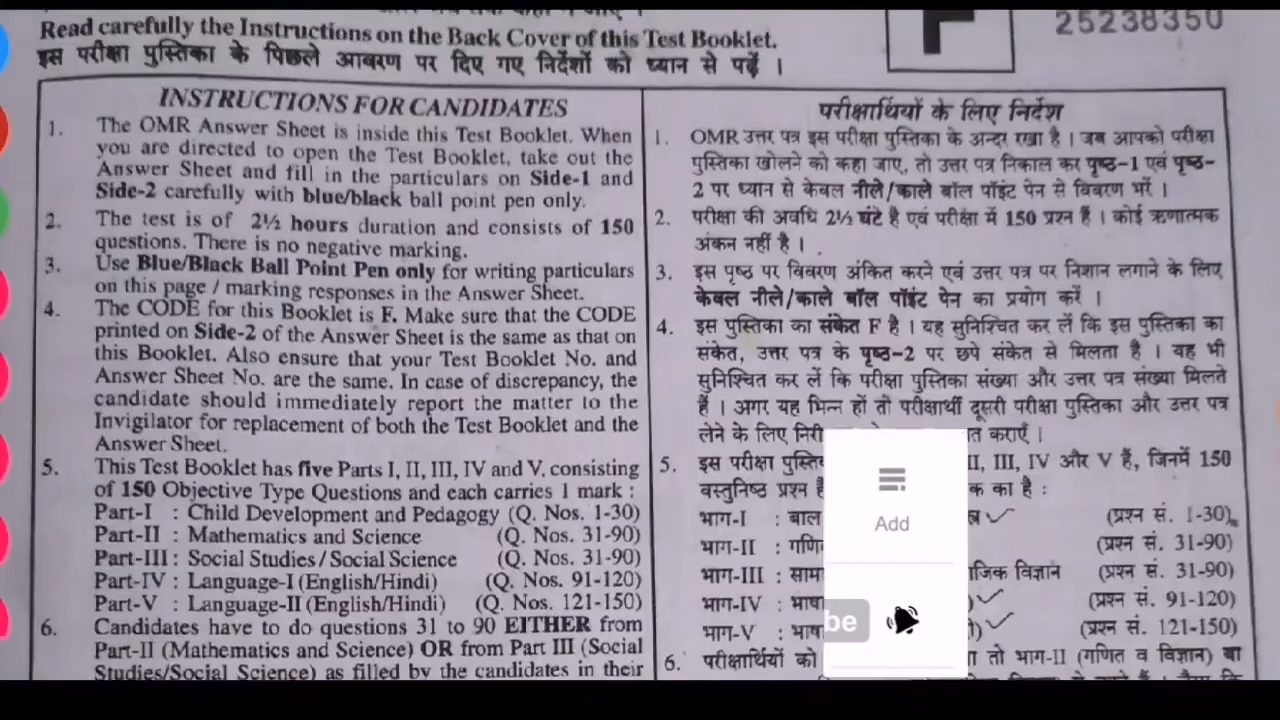 Read carefully the Instructions on the Back Cover of this Test Booklet.
इस परीक्षा पुस्तिका के पिछले आवरण पर दिए गए निर्देशों को ध्यान से पढ़ें ।
F
25238350
INSTRUCTIONS FOR CANDIDATES
1. The OMR Answer Sheet is inside this Test Booklet. When
you are directed to open the Test Booklet, take out the
Answer Sheet and fill in the particulars on Side-1 and
Side-2 carefully with blue/black ball point pen only.
2. The test is of 2½ hours duration and consists of 150
questions. There is no negative marking.
3. Use Blue/Black Ball Point Pen only for writing particulars
on this page / marking responses in the Answer Sheet.
4. The CODE for this Booklet is F. Make sure that the CODE
printed on Side-2 of the Answer Sheet is the same as that on
this Booklet. Also ensure that your Test Booklet No. and
Answer Sheet No. are the same. In case of discrepancy, the
candidate should immediately report the matter to the
Invigilator for replacement of both the Test Booklet and the
Answer Sheet.
5. This Test Booklet has five Parts I, II, III, IV and V, consisting
of 150 Objective Type Questions and each carries 1 mark :
Part-I : Child Development and Pedagogy (Q. Nos. 1-30)
Part-II : Mathematics and Science (Q. Nos. 31-90)
Part-III : Social Studies / Social Science (Q. Nos. 31-90)
Part-IV : Language-I (English/Hindi) (Q. Nos. 91-120)
Part-V : Language-II (English/Hindi) (Q. Nos. 121-150)
6. Candidates have to do questions 31 to 90 EITHER from
Part-II (Mathematics and Science) OR from Part III (Social
Studies/Social Science) as filled by the candidates in their
परीक्षार्थियों के लिए निर्देश
1. OMR उत्तर पत्र इस परीक्षा पुस्तिका के अन्दर रखा है । जब आपको परीक्षा
पुस्तिका खोलने को कहा जाए, तो उत्तर पत्र निकाल कर पृष्ठ-1 एवं पृष्ठ-
2 पर ध्यान से केवल नीले/काले बॉल पॉइंट पेन से विवरण भरें ।
2. परीक्षा की अवधि 2½ घंटे है एवं परीक्षा में 150 प्रश्न हैं । कोई ऋणात्मक
अंकन नहीं है ।
3. इस पृष्ठ पर विवरण अंकित करने एवं उत्तर पत्र पर निशान लगाने के लिए
केवल नीले/काले बॉल पॉइंट पेन का प्रयोग करें ।
4. इस पुस्तिका का संकेत F है । यह सुनिश्चित कर लें कि इस पुस्तिका का
संकेत, उत्तर पत्र के पृष्ठ-2 पर छपे संकेत से मिलता है । यह भी
सुनिश्चित कर लें कि परीक्षा पुस्तिका संख्या और उत्तर पत्र संख्या मिलते
हैं । अगर यह भिन्न हों तो परीक्षार्थी दूसरी परीक्षा पुस्तिका और उत्तर पत्र
लेने के लिए निरी त कराएँ ।
5. इस परीक्षा पुस्ति II, III, IV और V हैं, जिनमें 150
वस्तुनिष्ठ प्रश्न हैं क का है :
भाग-I : बाल (प्रश्न सं. 1-30)
भाग-II : गणि (प्रश्न सं. 31-90)
भाग-III : साम ाजिक विज्ञान (प्रश्न सं. 31-90)
भाग-IV : भाषा ) (प्रश्न सं. 91-120)
भाग-V : भाषा ी) (प्रश्न सं. 121-150)
6. परीक्षार्थियों को तो भाग-II (गणित व विज्ञान) या
Add
be